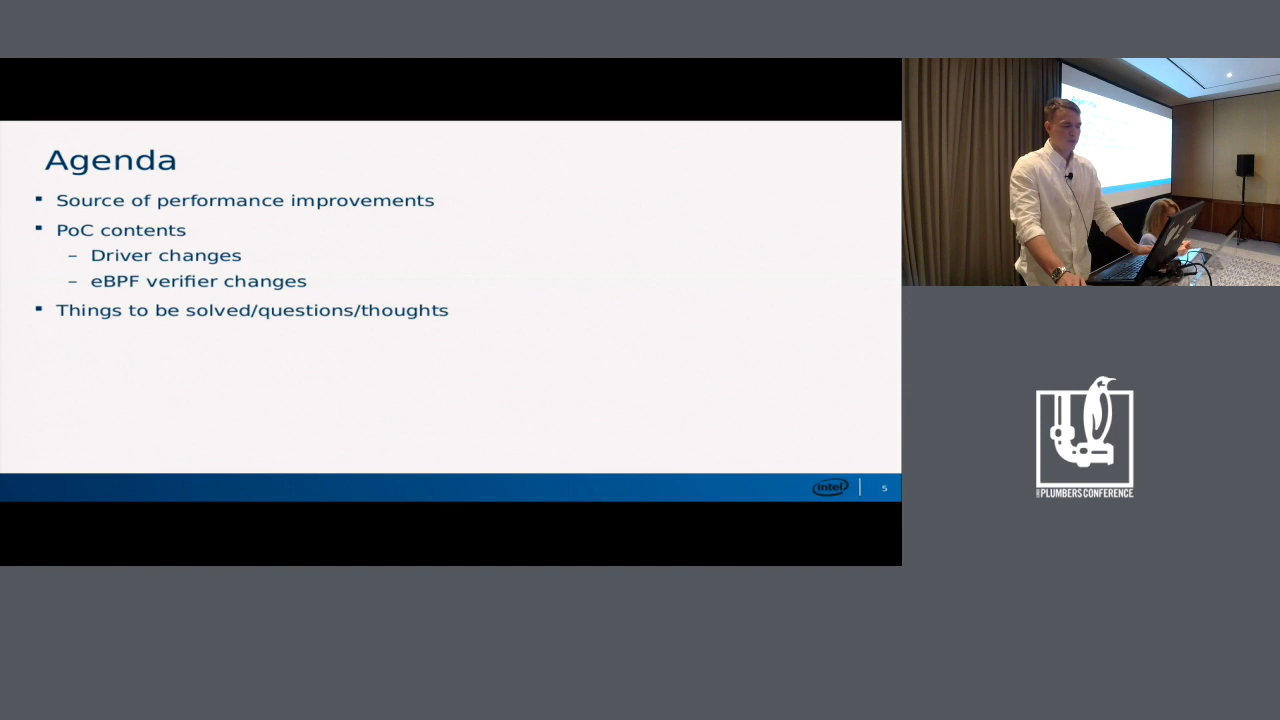 Agenda
▪ Source of performance improvements
▪ PoC contents
– Driver changes
– eBPF verifier changes
▪ Things to be solved/questions/thoughts
intel
5
PLUMBERS CONFERENCE